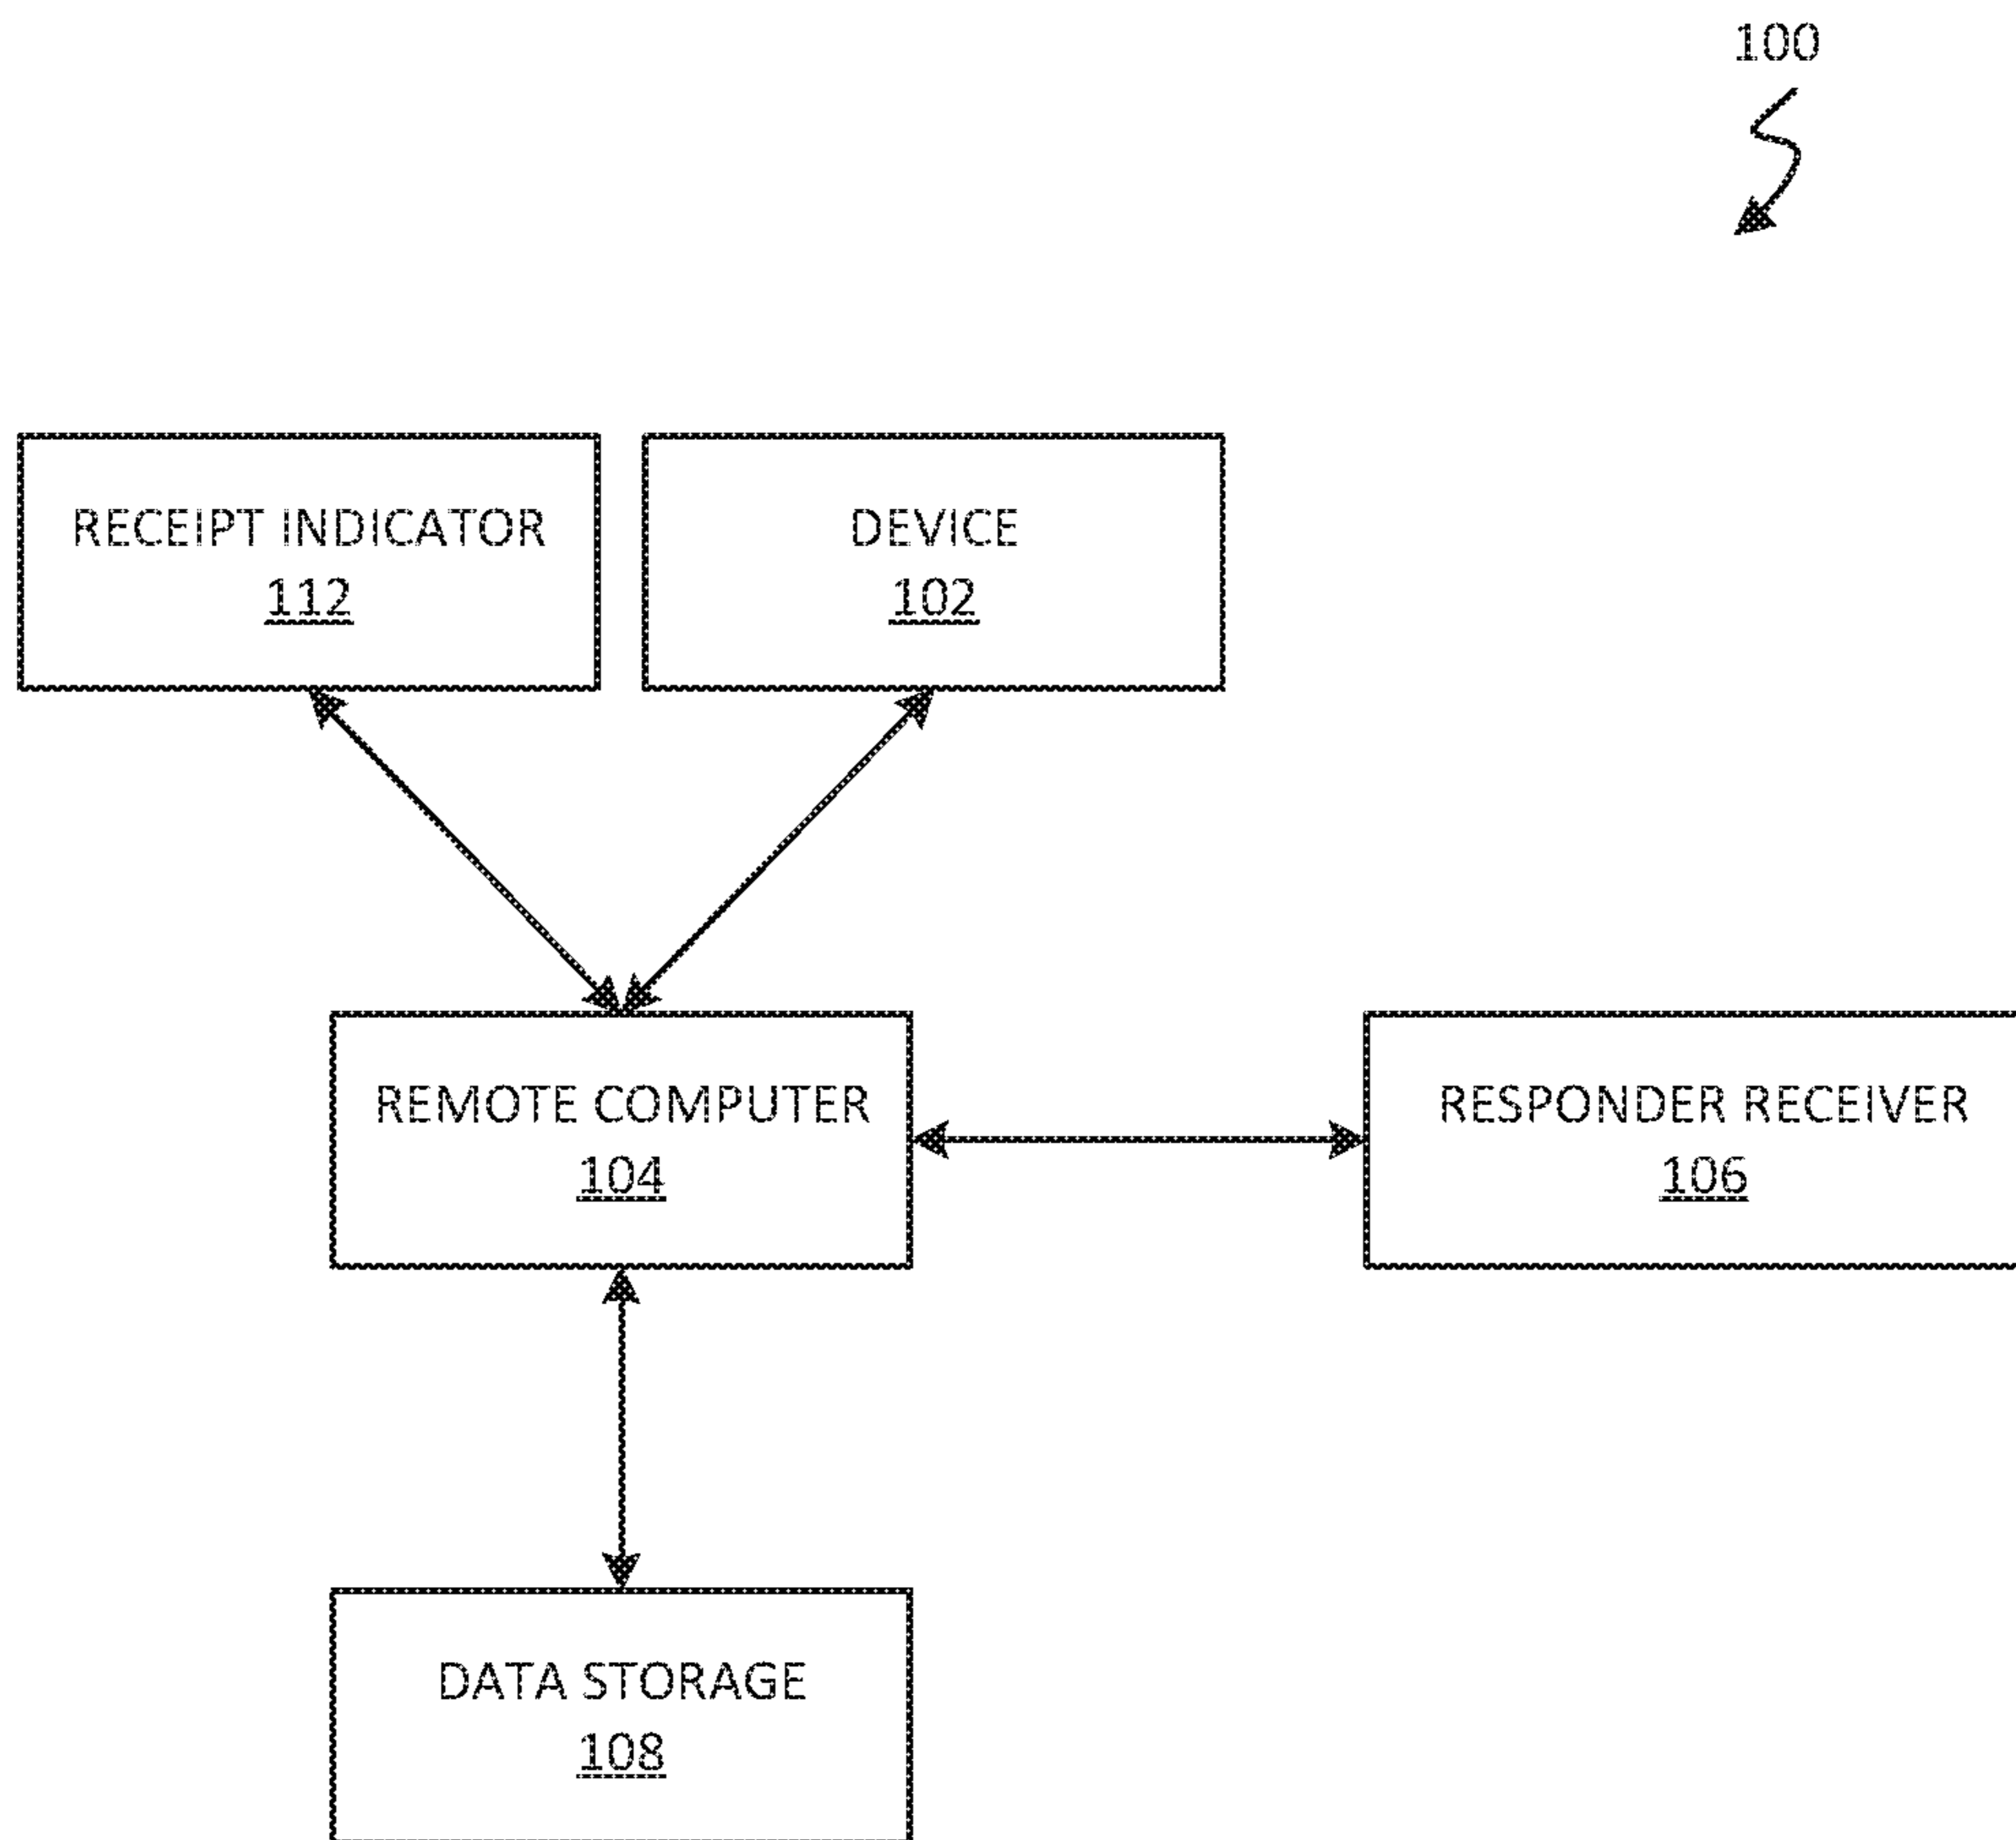 100
RECEIPT INDICATOR
112
DEVICE
102
REMOTE COMPUTER
104
RESPONDER RECEIVER
106
DATA STORAGE
108